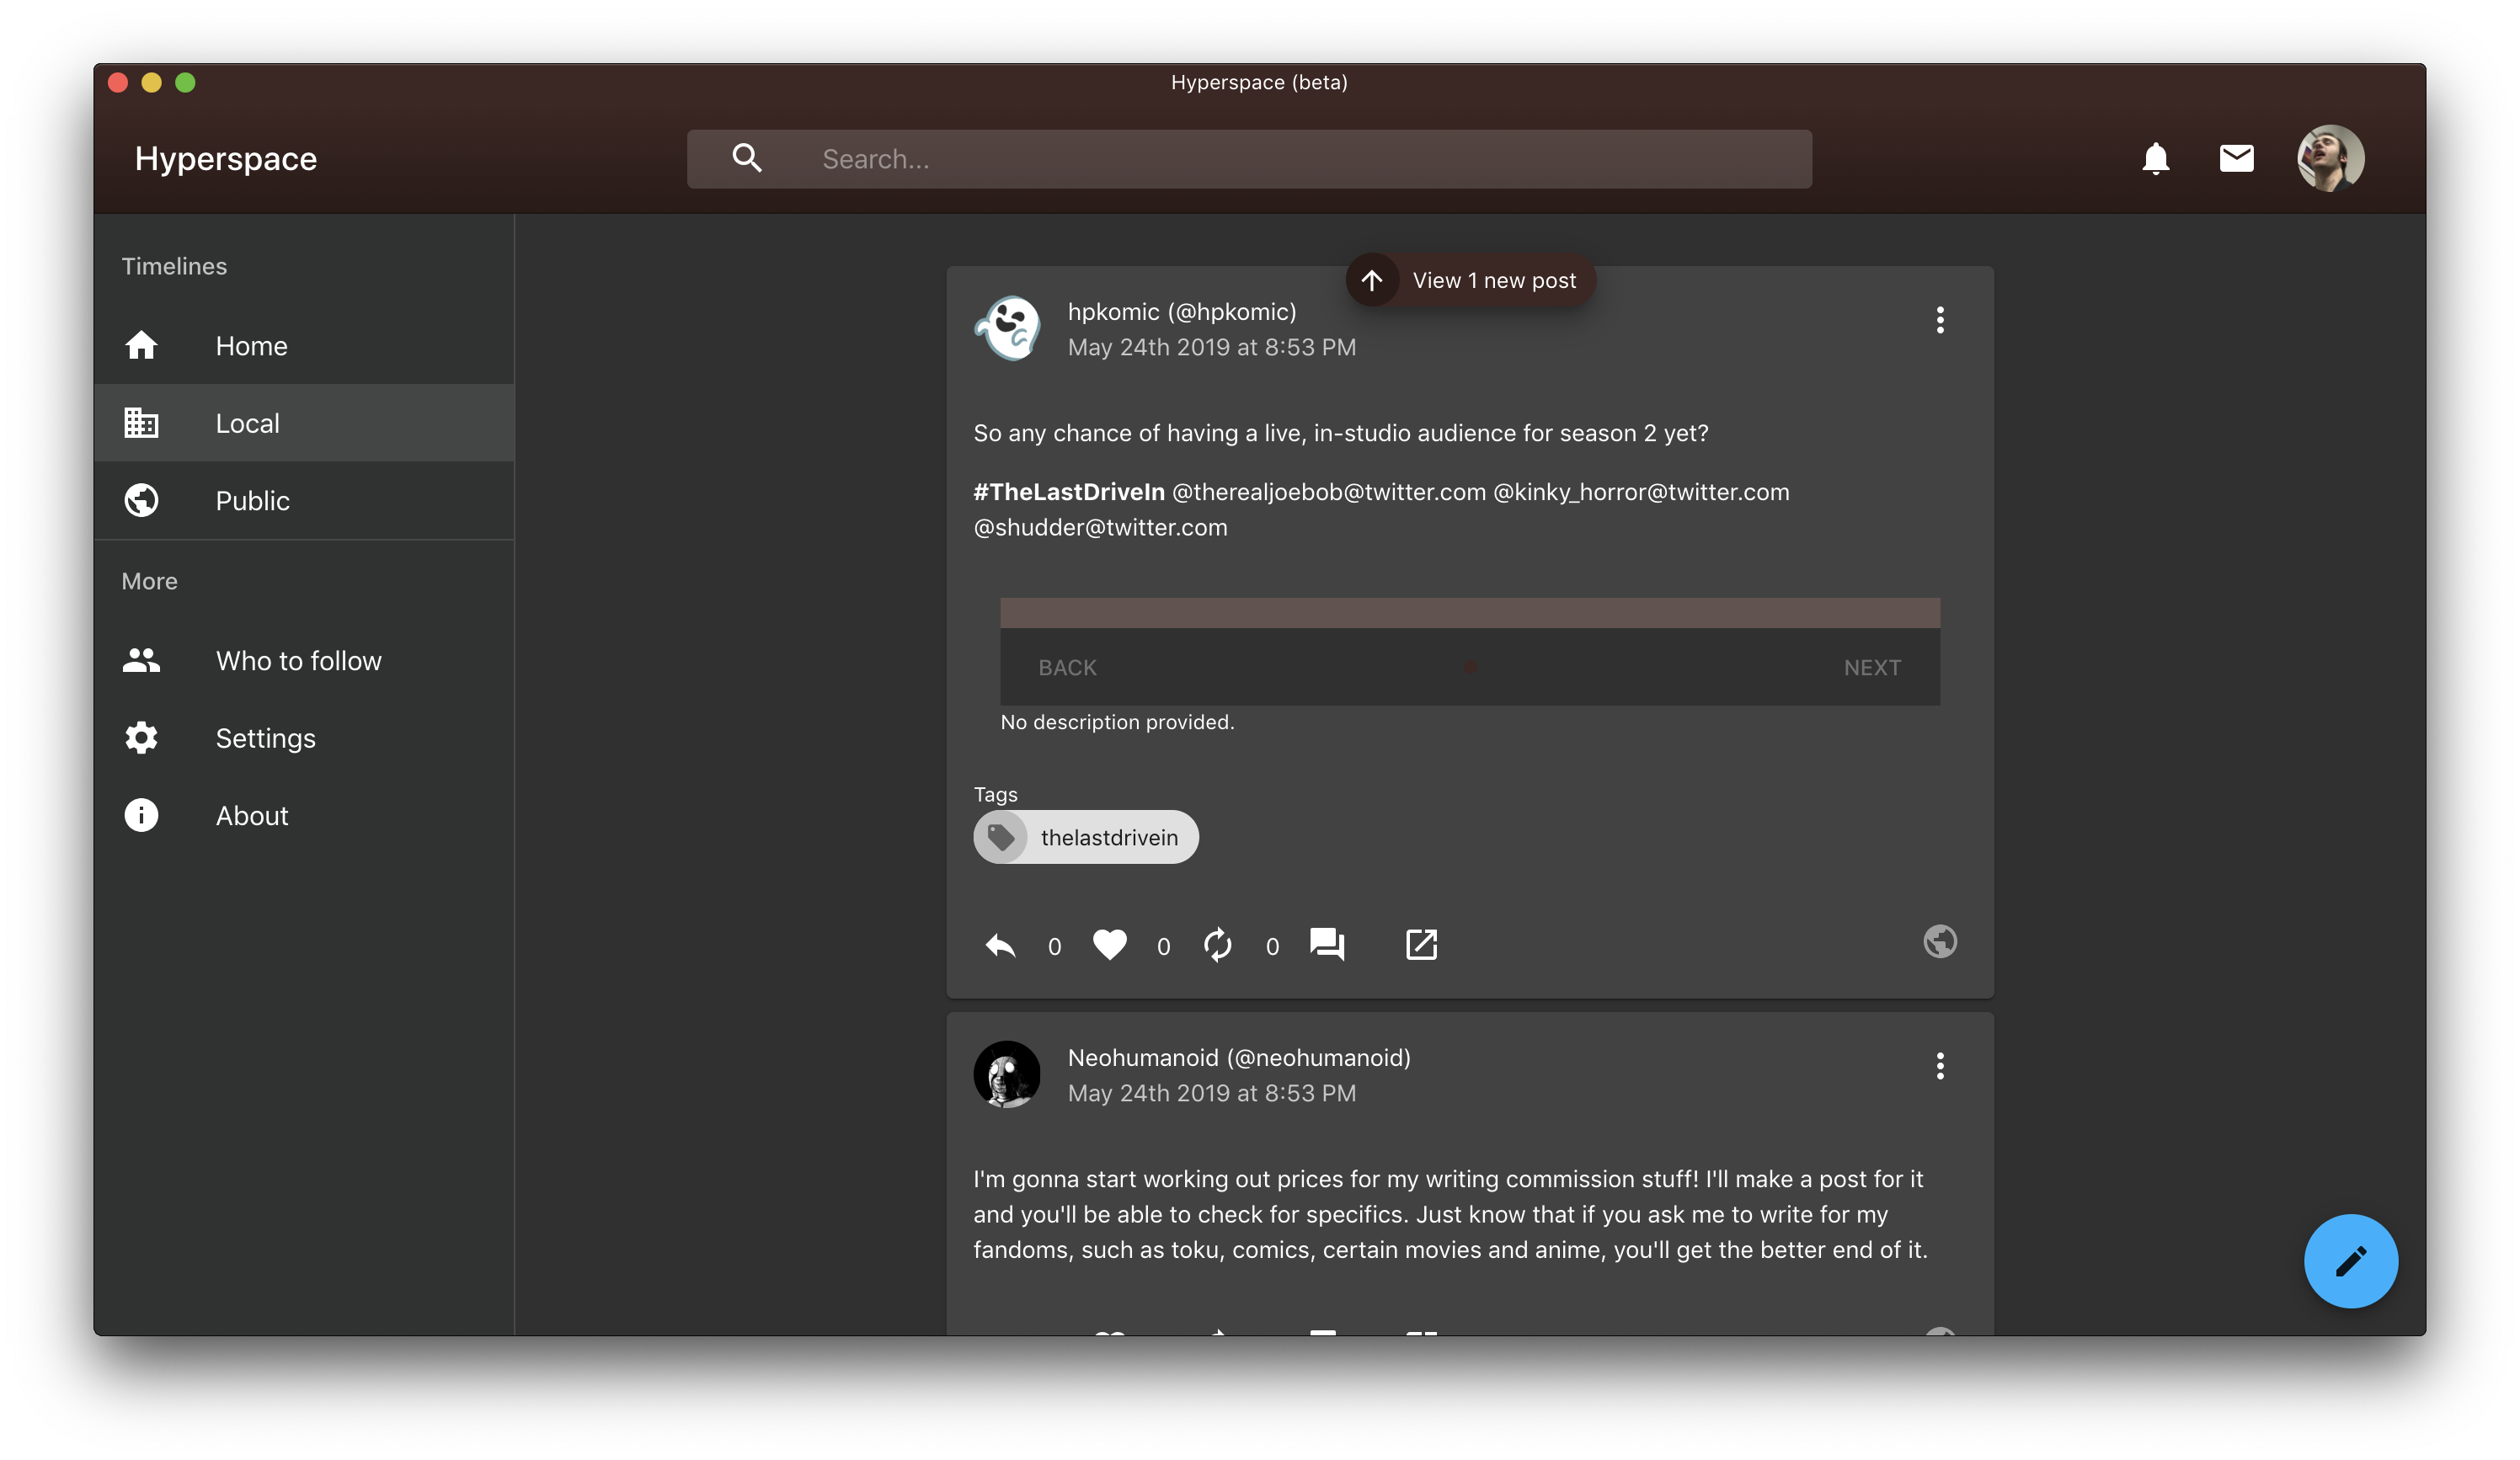 Hyperspace (beta)
Hyperspace
Search...
Timelines
Home
Local
Public
More
Who to follow
Settings
About
View 1 new post
hpkomic (@hpkomic)
May 24th 2019 at 8:53 PM
So any chance of having a live, in-studio audience for season 2 yet?
#TheLastDriveIn @therealjoebob@twitter.com @kinky_horror@twitter.com
@shudder@twitter.com
BACK NEXT
No description provided.
Tags
thelastdrivein
0 0 0
Neohumanoid (@neohumanoid)
May 24th 2019 at 8:53 PM
I'm gonna start working out prices for my writing commission stuff! I'll make a post for it
and you'll be able to check for specifics. Just know that if you ask me to write for my
fandoms, such as toku, comics, certain movies and anime, you'll get the better end of it.